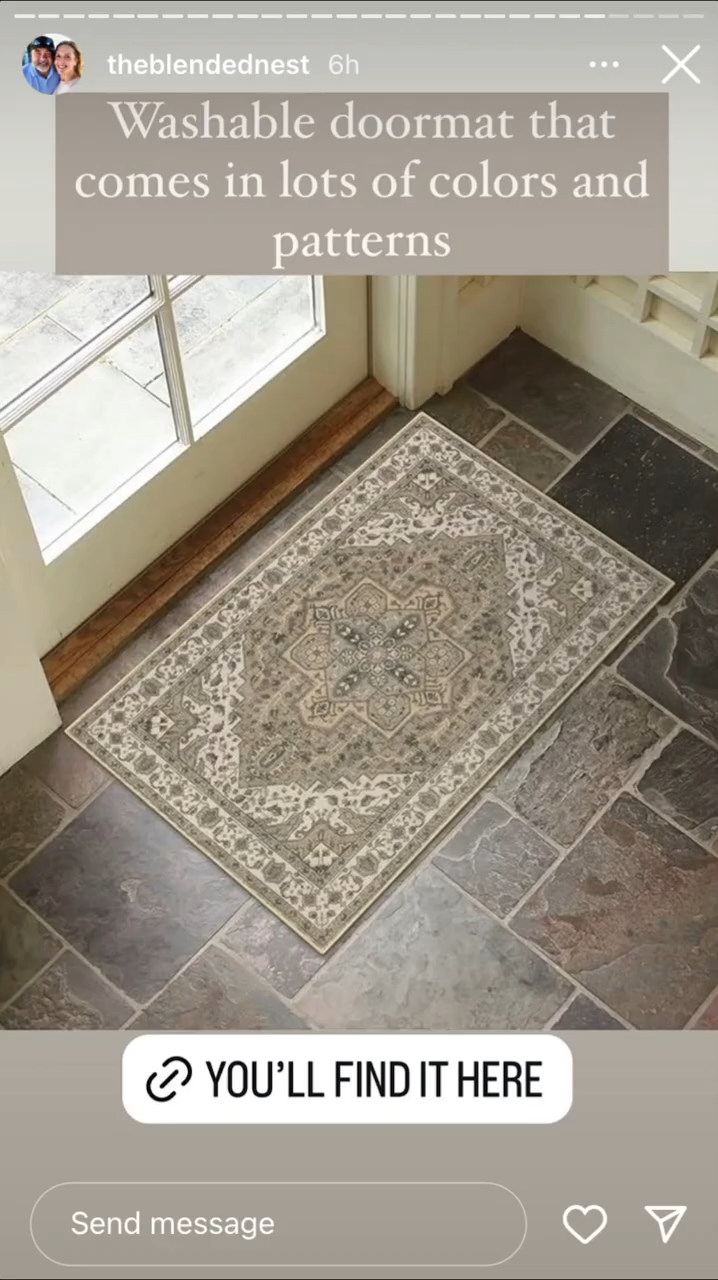 theblendednest 6h
Washable doormat that
comes in lots of colors and
patterns
YOU'LL FIND IT HERE
Send message